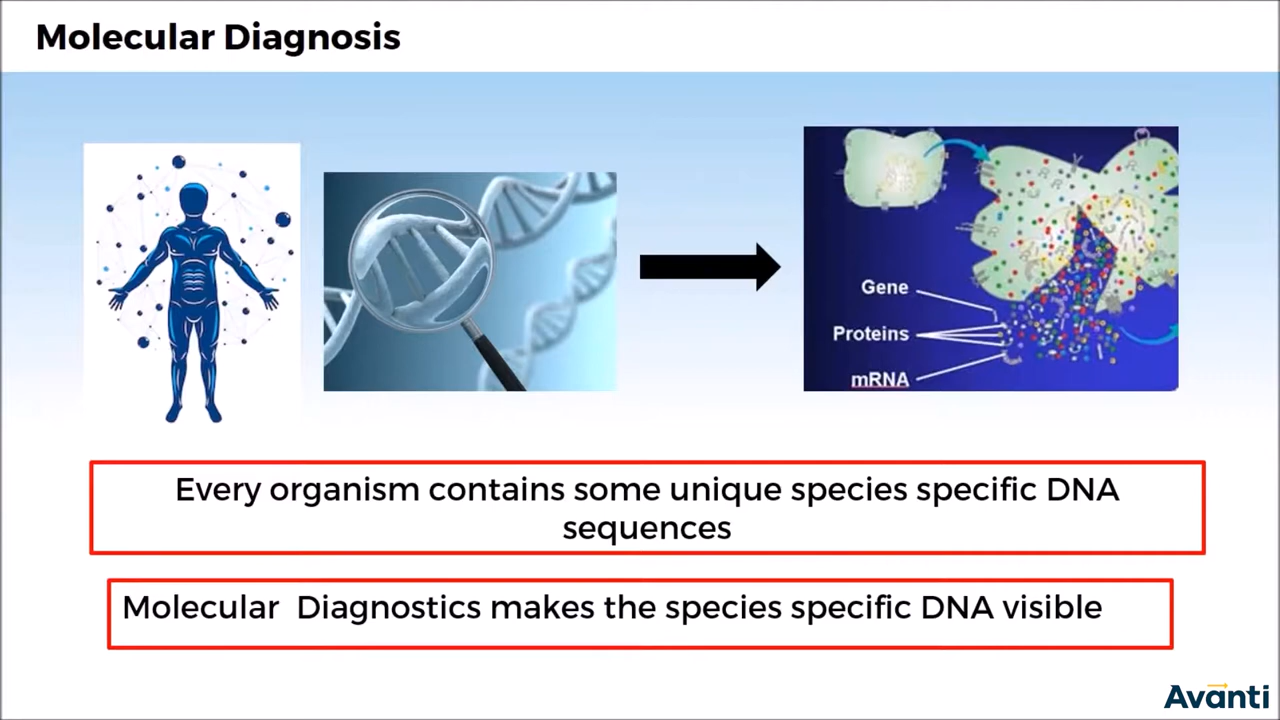 Molecular Diagnosis
Gene
Proteins
mRNA
Every organism contains some unique species specific DNA
sequences
Molecular Diagnostics makes the species specific DNA visible
Avanti